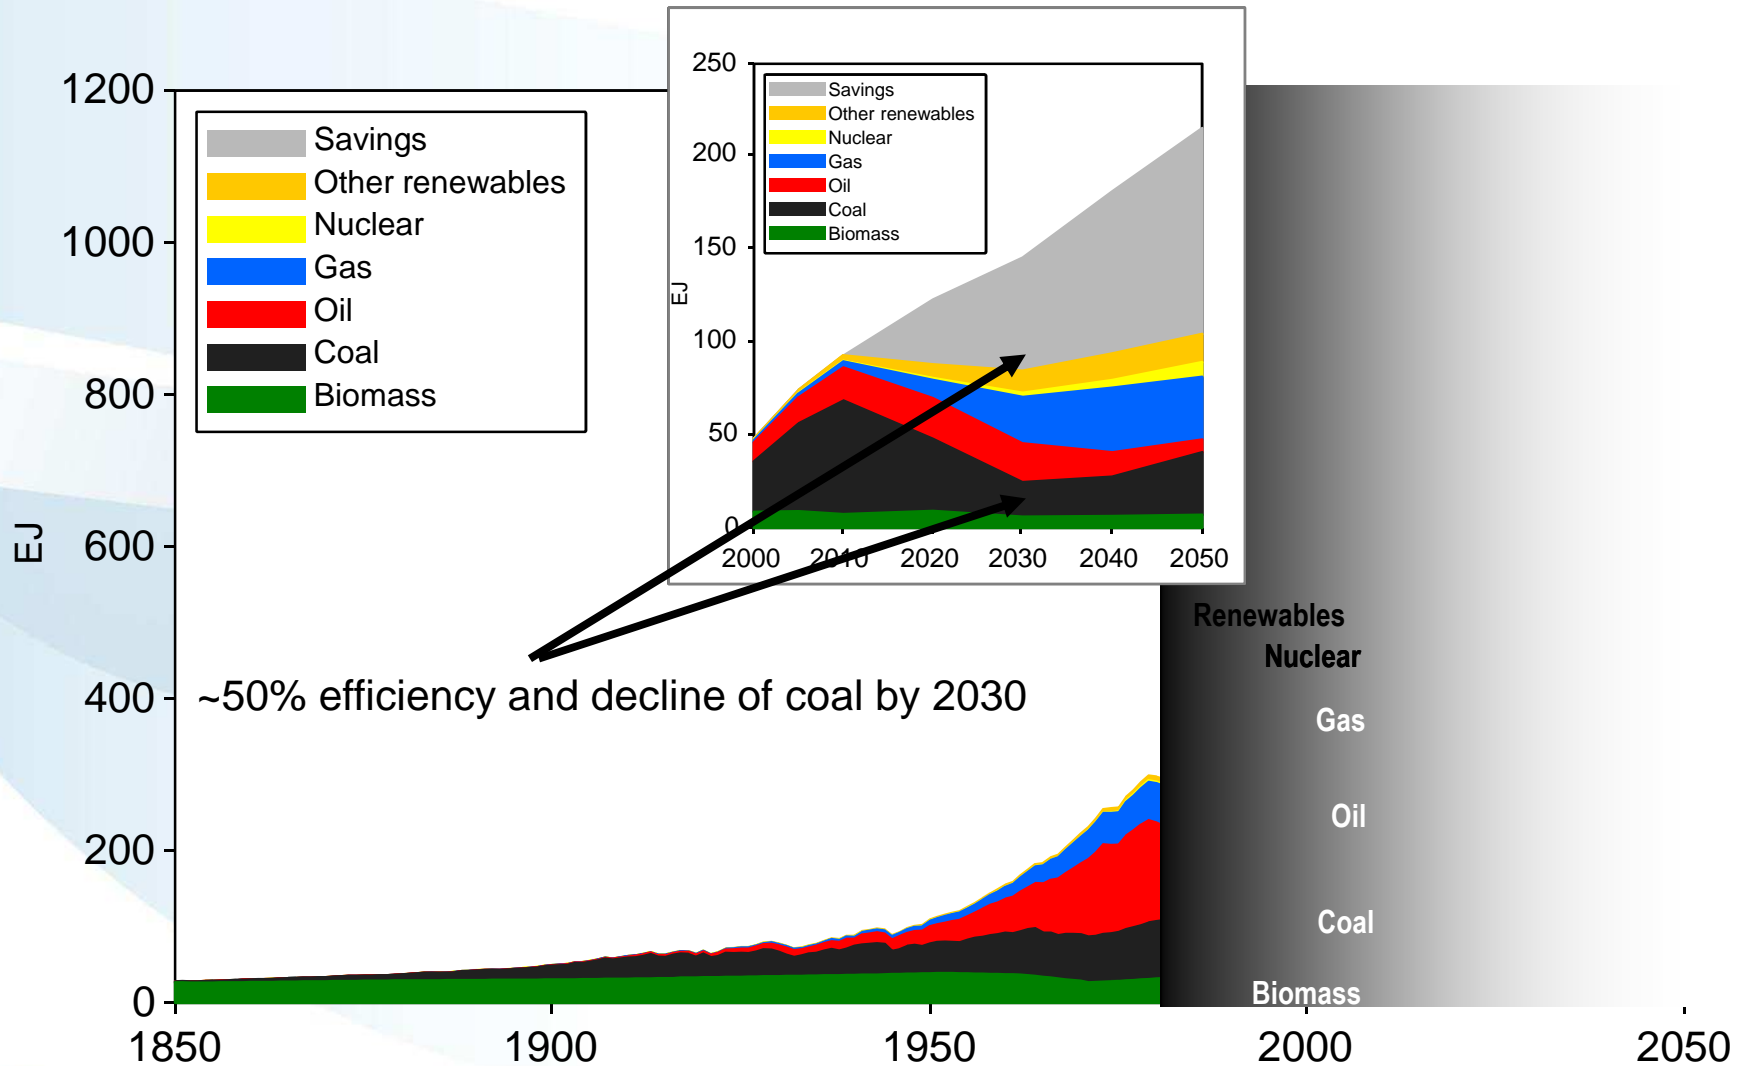 1200
1000
800
600
400
200
0
EJ
1850
1900
1950
2000
2050
Savings
Other renewables
Nuclear
Gas
Oil
Coal
Biomass
250
200
150
100
50
0
EJ
2000
2010
2020
2030
2040
2050
Savings
Other renewables
Nuclear
Gas
Oil
Coal
Biomass
~50% efficiency and decline of coal by 2030
Renewables
Nuclear
Gas
Oil
Coal
Biomass